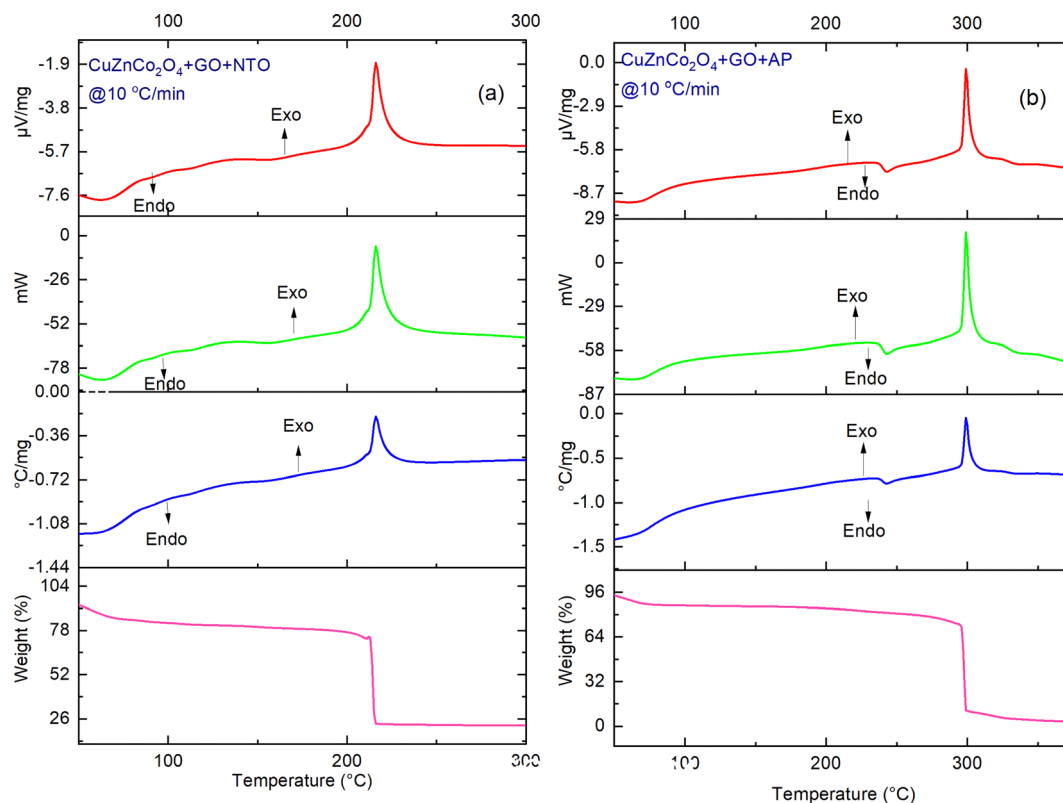 100 200 300
CuZnCo₂O₄+GO+NTO
@10 °C/min
(a)
μV/mg
-1.9
-3.8
-5.7
-7.6
Exo
Endo
mW
0
-26
-52
-78
Exo
Endo
°C/mg
0.00
-0.36
-0.72
-1.08
-1.44
Exo
Endo
Weight (%)
104
78
52
26
100 200 300
Temperature (°C)
100 200 300
CuZnCo₂O₄+GO+AP
@10 °C/min
(b)
μV/mg
0.0
-2.9
-5.8
-8.7
Exo
Endo
mW
29
0
-29
-58
-87
Exo
Endo
°C/mg
0.0
-0.5
-1.0
-1.5
Exo
Endo
Weight (%)
96
64
32
0
100 200 300
Temperature (°C)